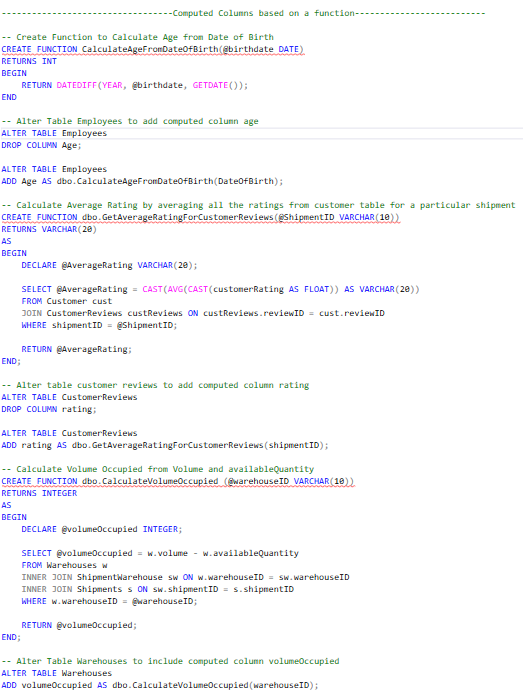 ----------------------------------Computed Columns based on a function--------------------------
-- Create Function to Calculate Age from Date of Birth
CREATE FUNCTION CalculateAgeFromDateOfBirth(@birthdate DATE)
RETURNS INT
BEGIN
    RETURN DATEDIFF(YEAR, @birthdate, GETDATE());
END
-- Alter Table Employees to add computed column age
ALTER TABLE Employees
DROP COLUMN Age;
ALTER TABLE Employees
ADD Age AS dbo.CalculateAgeFromDateOfBirth(DateOfBirth);
-- Calculate Average Rating by averaging all the ratings from customer table for a particular shipment
CREATE FUNCTION dbo.GetAverageRatingForCustomerReviews(@ShipmentID VARCHAR(10))
RETURNS VARCHAR(20)
AS
BEGIN
    DECLARE @AverageRating VARCHAR(20);
    SELECT @AverageRating = CAST(AVG(CAST(customerRating AS FLOAT)) AS VARCHAR(20))
    FROM Customer cust
    JOIN CustomerReviews custReviews ON custReviews.reviewID = cust.reviewID
    WHERE shipmentID = @ShipmentID;
    RETURN @AverageRating;
END;
-- Alter table customer reviews to add computed column rating
ALTER TABLE CustomerReviews
DROP COLUMN rating;
ALTER TABLE CustomerReviews
ADD rating AS dbo.GetAverageRatingForCustomerReviews(shipmentID);
-- Calculate Volume Occupied from Volume and availableQuantity
CREATE FUNCTION dbo.CalculateVolumeOccupied (@warehouseID VARCHAR(10))
RETURNS INTEGER
AS
BEGIN
    DECLARE @volumeOccupied INTEGER;
    SELECT @volumeOccupied = w.volume - w.availableQuantity
    FROM Warehouses w
    INNER JOIN ShipmentWarehouse sw ON w.warehouseID = sw.warehouseID
    INNER JOIN Shipments s ON sw.shipmentID = s.shipmentID
    WHERE w.warehouseID = @warehouseID;
    RETURN @volumeOccupied;
END;
-- Alter Table Warehouses to include computed column volumeOccupied
ALTER TABLE Warehouses
ADD volumeOccupied AS dbo.CalculateVolumeOccupied(warehouseID);